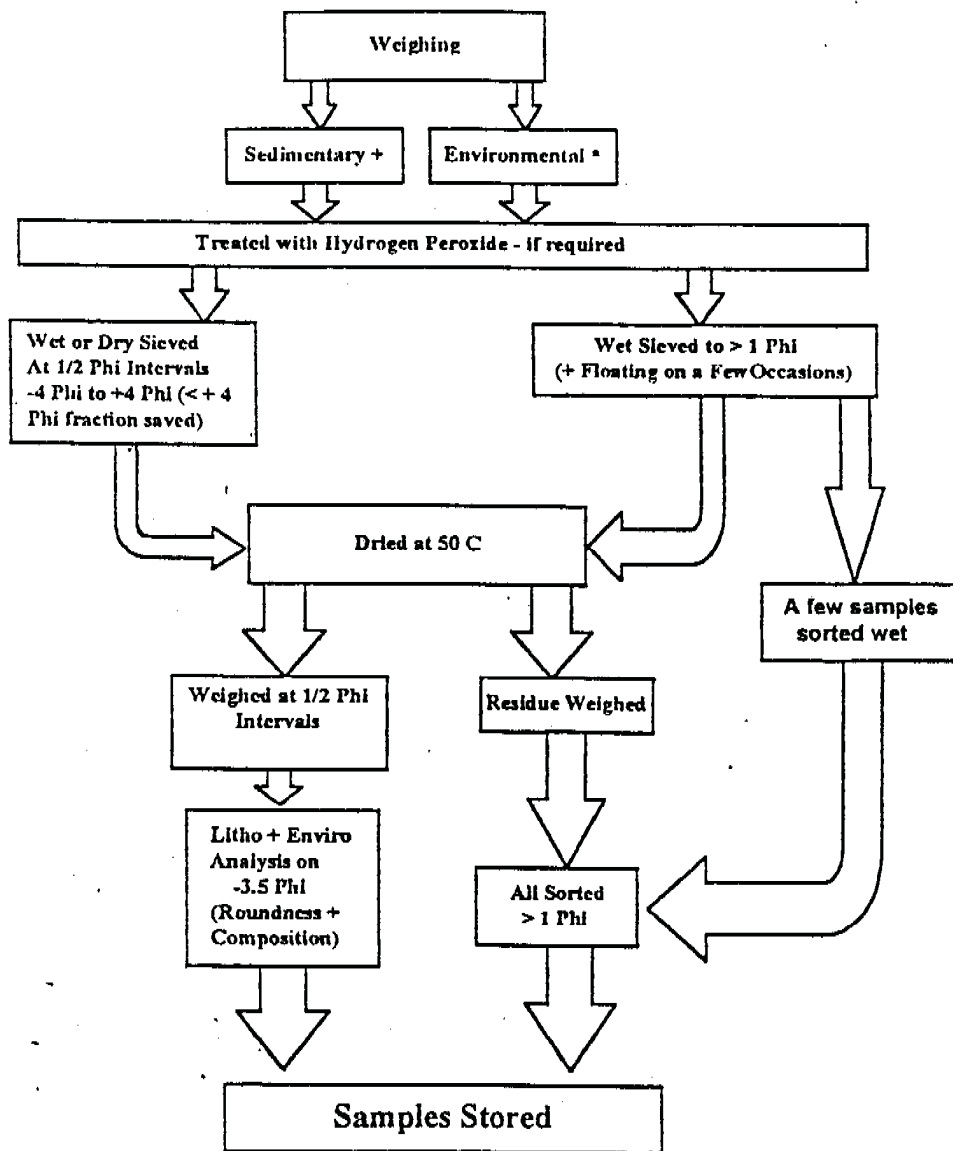 Weighing
Sedimentary +
Environmental *
Treated with Hydrogen Peroxide - if required
Wet or Dry Sieved
At 1/2 Phi Intervals
-4 Phi to +4 Phi (< + 4
Phi fraction saved)
Wet Sieved to > 1 Phi
(+ Floating on a Few Occasions)
Dried at 50 C
A few samples
sorted wet
Weighed at 1/2 Phi
Intervals
Residue Weighed
Litho + Enviro
Analysis on
-3.5 Phi
(Roundness +
Composition)
All Sorted
> 1 Phi
Samples Stored